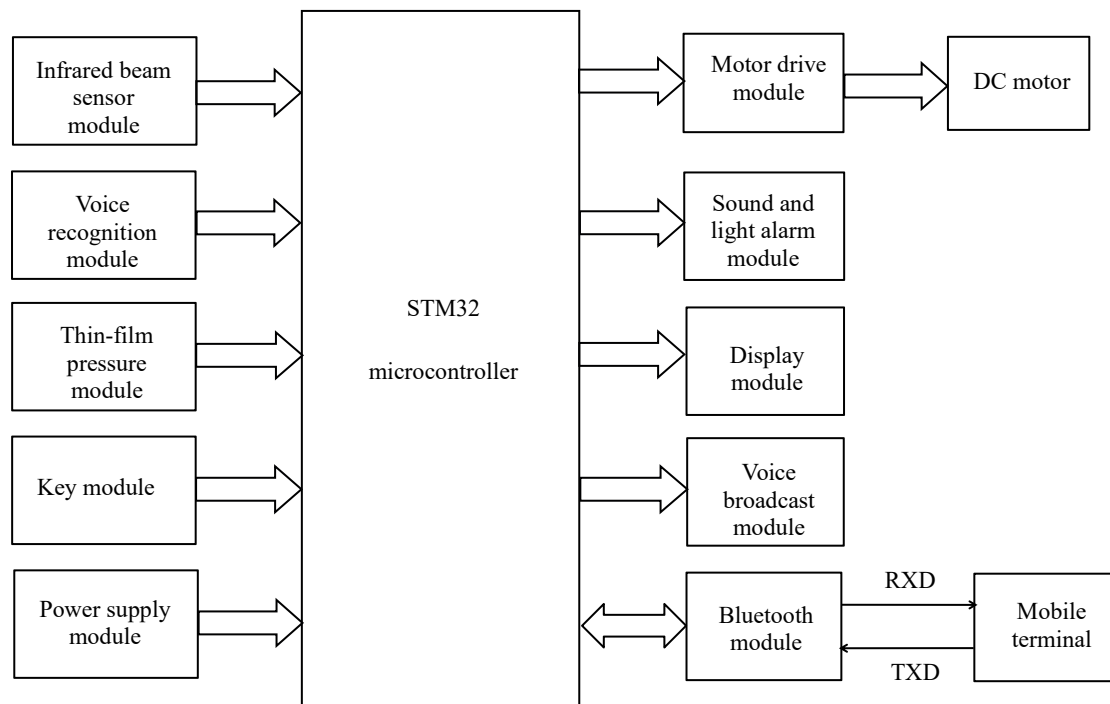 Infrared beam
sensor
module
Voice
recognition
module
Thin-film
pressure
module
Key module
Power supply
module
STM32
microcontroller
Motor drive
module
DC motor
Sound and
light alarm
module
Display
module
Voice
broadcast
module
Bluetooth
module
RXD
TXD
Mobile
terminal